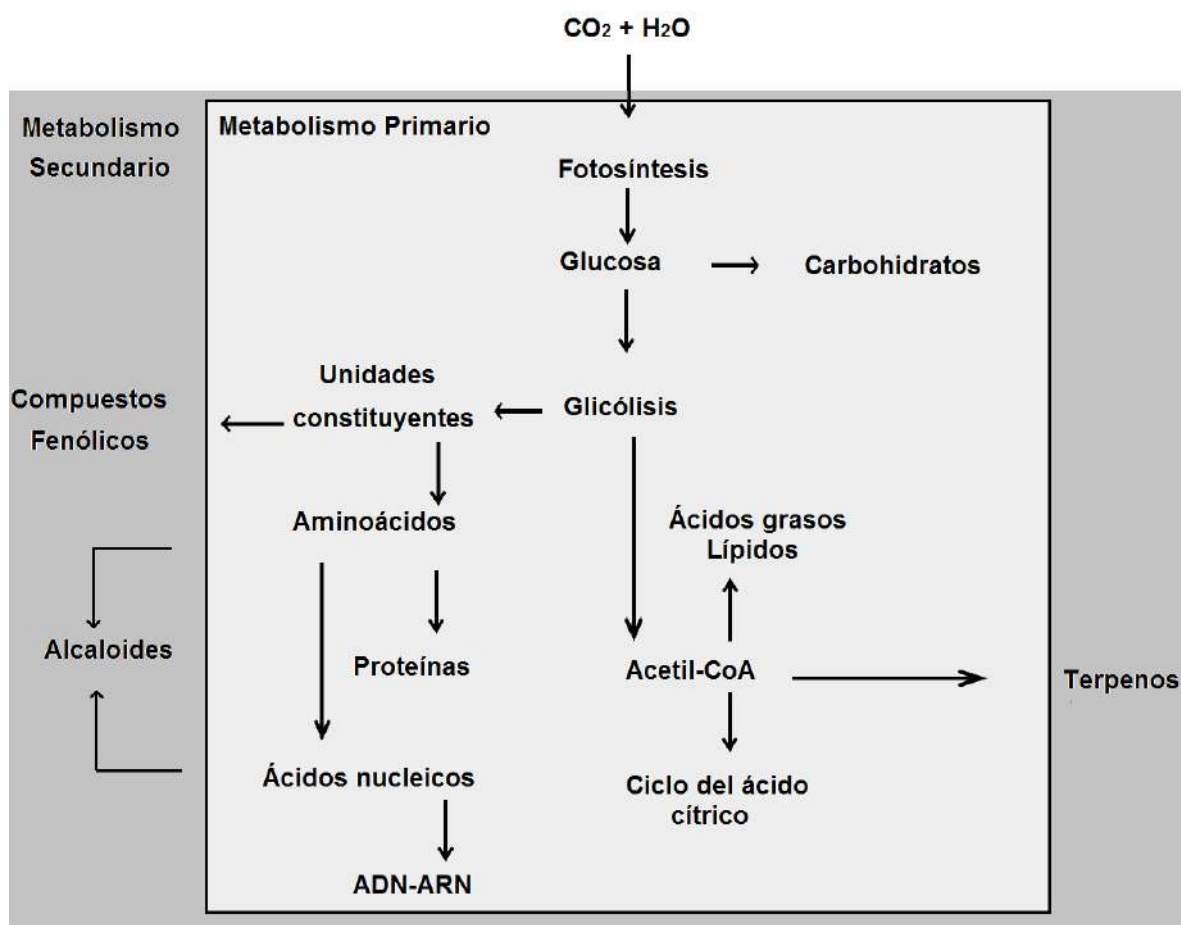 CO2 + H2O
Metabolismo
Secundario
Metabolismo Primario
Fotosíntesis
Glucosa
Carbohidratos
Unidades
constituyentes
Glicólisis
Compuestos
Fenólicos
Aminoácidos
Ácidos grasos
Lípidos
Alcaloides
Proteínas
Acetil-CoA
Terpenos
Ácidos nucleicos
Ciclo del ácido
cítrico
ADN-ARN